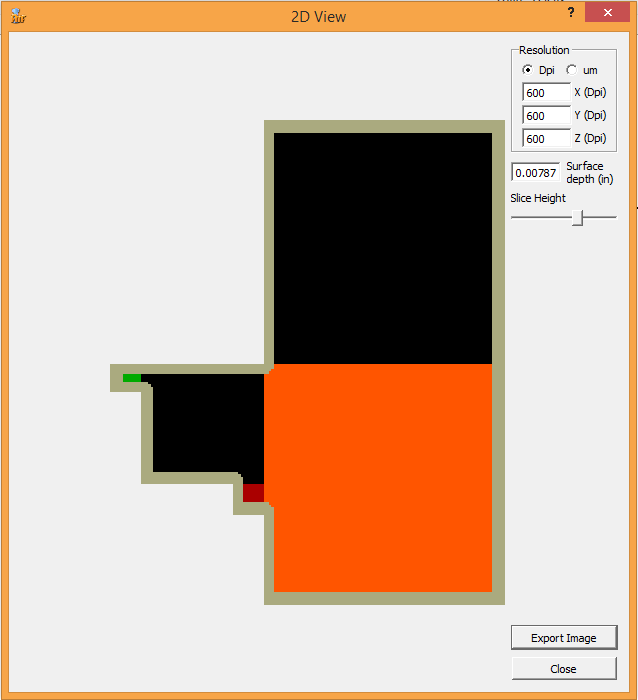 2D View
?
Resolution
Dpi
um
600 X (Dpi)
600 Y (Dpi)
600 Z (Dpi)
0.00787 Surface
depth (in)
Slice Height
Export Image
Close